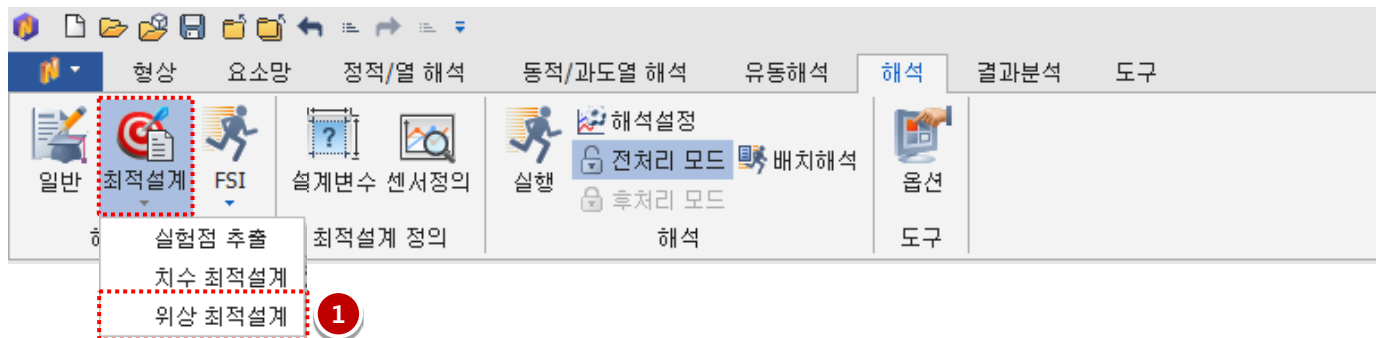 형상 요소망 정적/열 해석 동적/과도열 해석 유동해석 해석 결과분석 도구
일반 최적설계 FSI 설계변수 센서정의 실행 해석설정 전처리 모드 후처리 모드 배치해석 옵션
최적설계 정의 해석 도구
실험점 추출
치수 최적설계
위상 최적설계 1